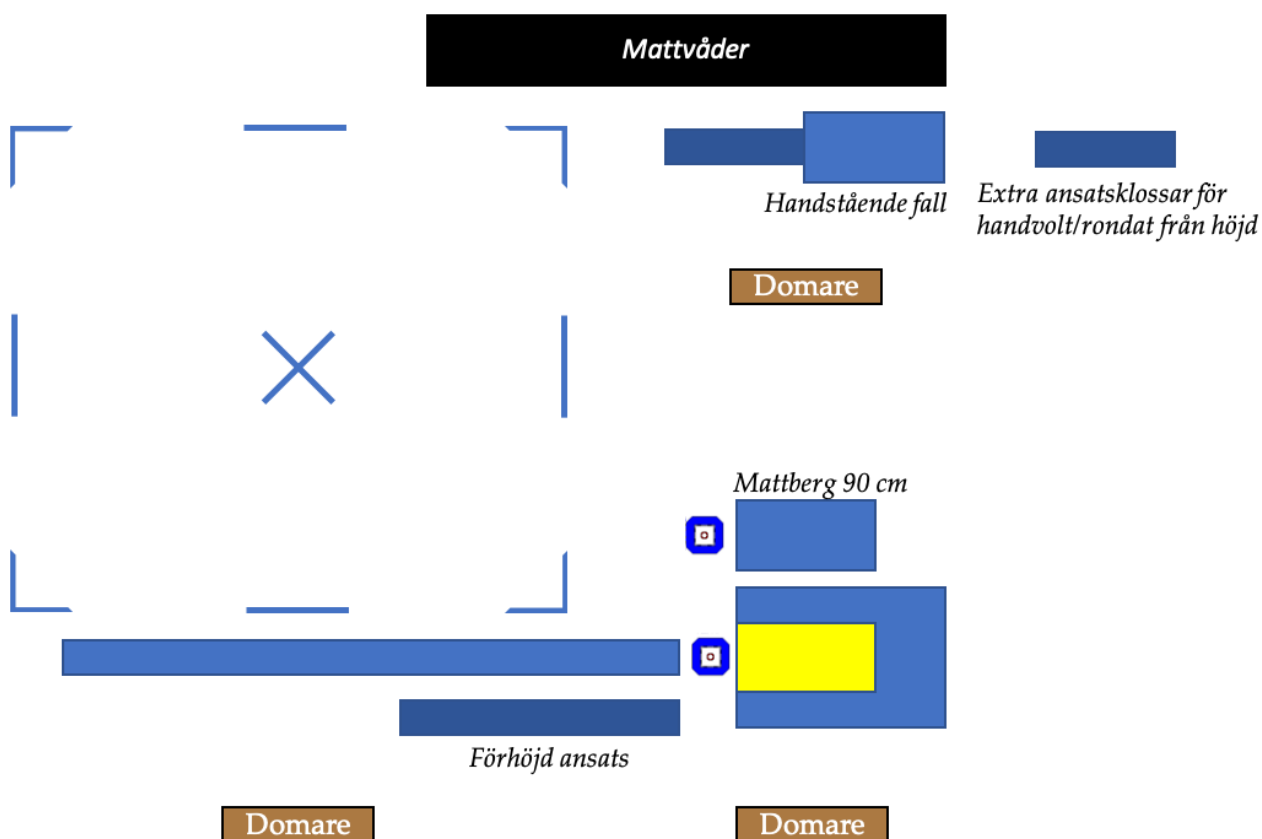 Mattvåder
Handstående fall
Extra ansatsklossar för
handvolt/rondat från höjd
Domare
Mattberg 90 cm
Förhöjd ansats
Domare
Domare